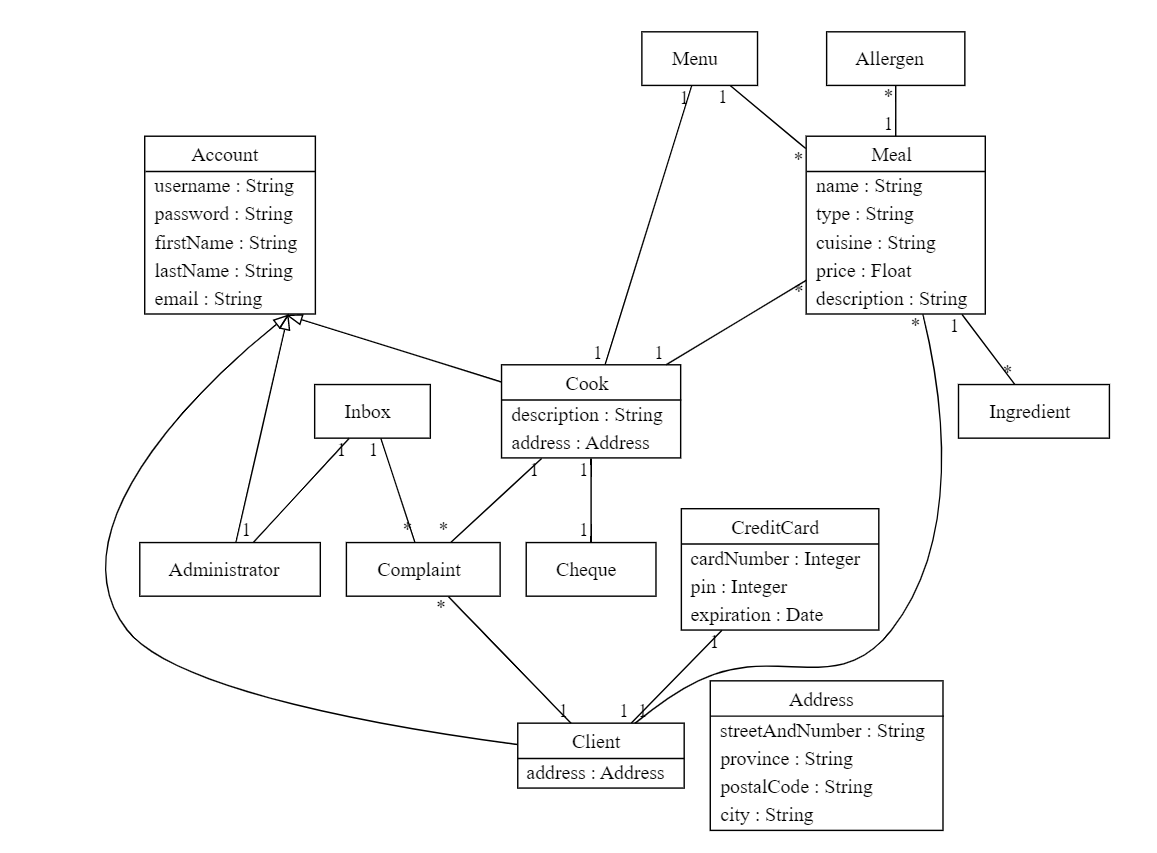 Menu
Allergen
1
1
*
*
1
Account
username : String
password : String
firstName : String
lastName : String
email : String
Meal
name : String
type : String
cuisine : String
price : Float
description : String
*
*
*
1
1
1
*
Cook
description : String
address : Address
Inbox
Ingredient
1
1
1
1
1
*
*
1
Administrator
Complaint
Cheque
CreditCard
cardNumber : Integer
pin : Integer
expiration : Date
*
1
1
1
1
Client
address : Address
Address
streetAndNumber : String
province : String
postalCode : String
city : String